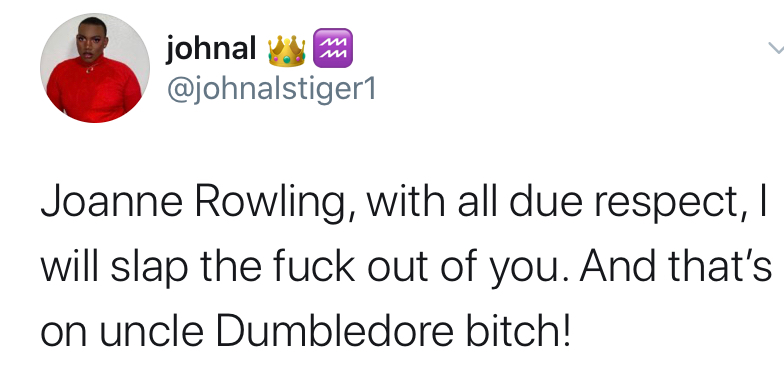 johnal 👑♒
@johnalstiger1
Joanne Rowling, with all due respect, I
will slap the fuck out of you. And that’s
on uncle Dumbledore bitch!